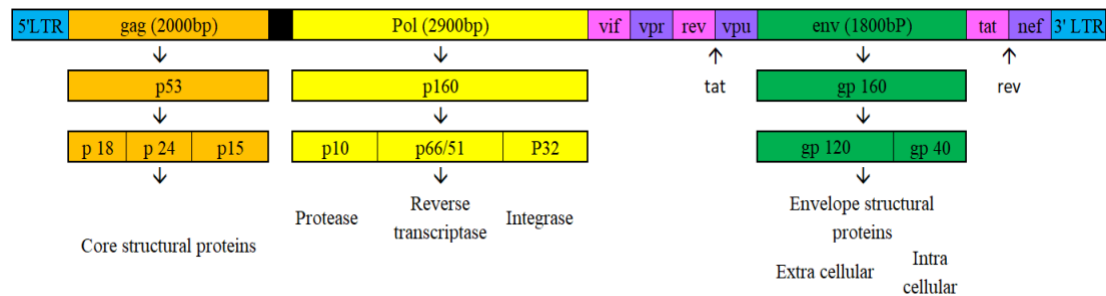 5'LTR gag (2000bp) Pol (2900bp) vif vpr rev vpu env (1800bP) tat nef 3' LTR
p53 p160 tat gp 160 rev
p 18 p 24 p15 p10 p66/51 P32 gp 120 gp 40
Core structural proteins
Protease
Reverse
transcriptase
Integrase
Envelope structural
proteins
Extra cellular
Intra
cellular